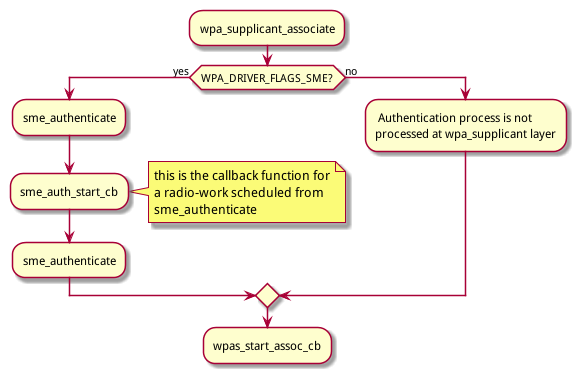 wpa_supplicant_associate
yes
WPA_DRIVER_FLAGS_SME?
no
sme_authenticate
Authentication process is not
processed at wpa_supplicant layer
sme_auth_start_cb
this is the callback function for
a radio-work scheduled from
sme_authenticate
sme_authenticate
wpas_start_assoc_cb